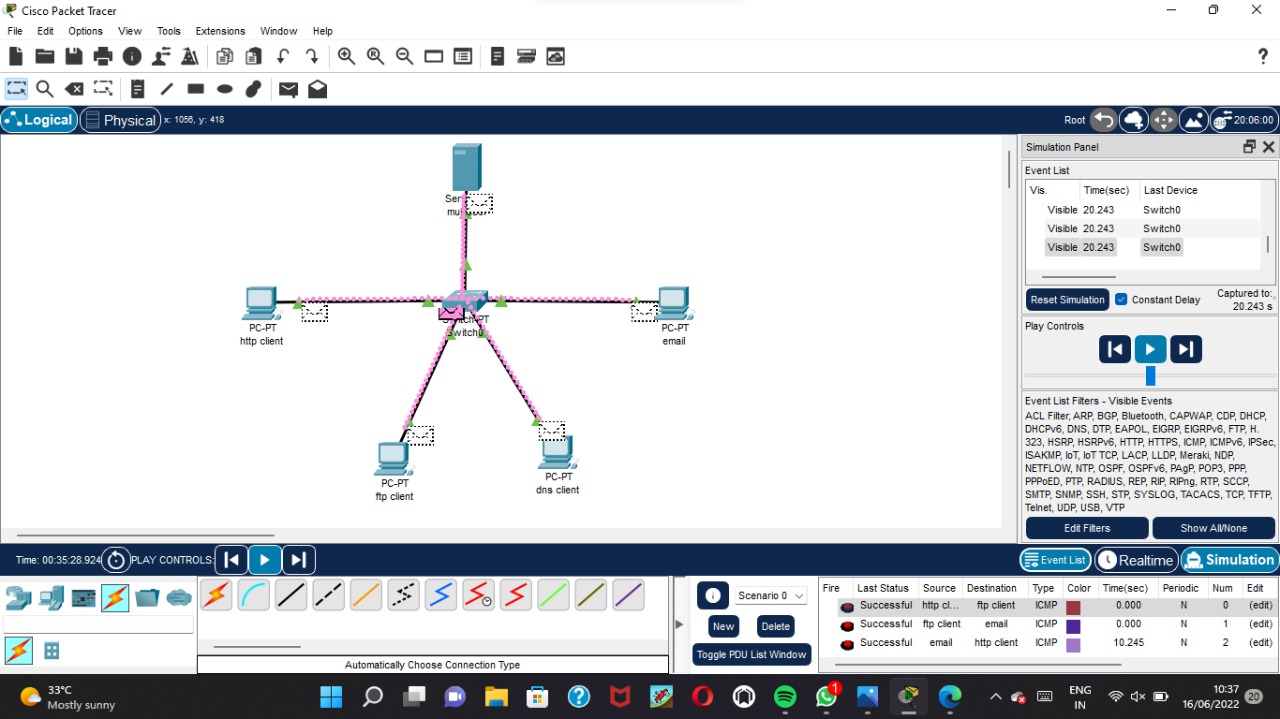 Cisco Packet Tracer
File Edit Options View Tools Extensions Window Help
Logical Physical x: 1056, y: 418 Root 20:06:00
Simulation Panel
Event List
Vis. Time(sec) Last Device
Visible 20.243 Switch0
Visible 20.243 Switch0
Visible 20.243 Switch0
Reset Simulation Constant Delay Captured to:
20.243 s
Play Controls
Event List Filters - Visible Events
ACL Filter, ARP, BGP, Bluetooth, CAPWAP, CDP, DHCP,
DHCPv6, DNS, DTP, EAPOL, EIGRP, EIGRPv6, FTP, H.
323, HSRP, HSRPv6, HTTP, HTTPS, ICMP, ICMPv6, IPSec,
ISAKMP, IoT, IoT TCP, LACP, LLDP, Meraki, NDP,
NETFLOW, NTP, OSPF, OSPFv6, PAgP, POP3, PPP,
PPPoED, PTP, RADIUS, REP, RIP, RIPng, RTP, SCCP,
SMTP, SNMP, SSH, STP, SYSLOG, TACACS, TCP, TFTP,
Telnet, UDP, USB, VTP
Edit Filters Show All/None
PC-PT
http client
Switch0
PC-PT
email
PC-PT
ftp client
PC-PT
dns client
Time: 00:35:28.924 PLAY CONTROLS: Event List Realtime Simulation
Scenario 0
New Delete
Toggle PDU List Window
Automatically Choose Connection Type
Fire Last Status Source Destination Type Color Time(sec) Periodic Num Edit
Successful http cl... ftp client ICMP 0.000 N 0 (edit)
Successful ftp client email ICMP 0.000 N 1 (edit)
Successful email http client ICMP 10.245 N 2 (edit)
33°C
Mostly sunny
1
ENG
IN
10:37
16/06/2022
20